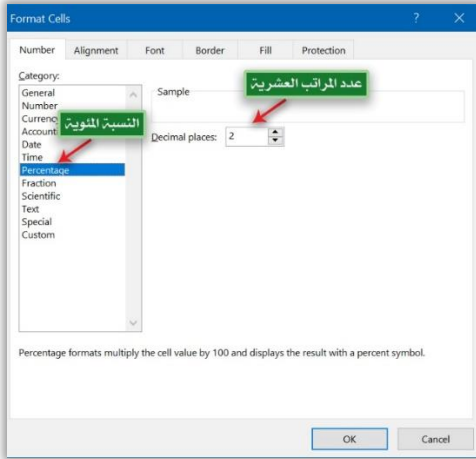 Format Cells
Number Alignment Font Border Fill Protection
Category:
General
Number
Currency
Account
Date
Time
Percentage
Fraction
Scientific
Text
Special
Custom
النسبة المئوية
Sample
عدد المراتب العشرية
Decimal places: 2
Percentage formats multiply the cell value by 100 and displays the result with a percent symbol.
OK Cancel